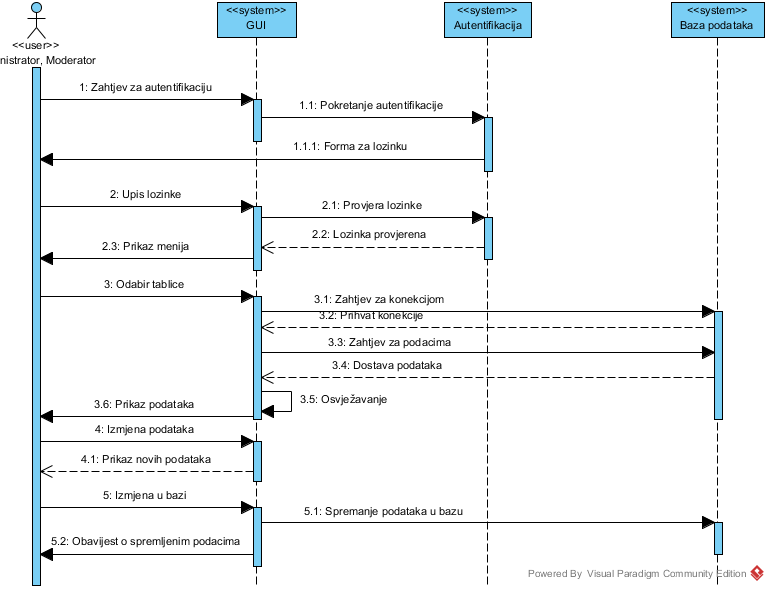 <<system>>
GUI
<<system>>
Autentifikacija
<<system>>
Baza podataka
<<user>>
nistrator, Moderator
1: Zahtjev za autentifikaciju
1.1: Pokretanje autentifikacije
1.1.1: Forma za lozinku
2: Upis lozinke
2.1: Provjera lozinke
2.2: Lozinka provjerena
2.3: Prikaz menija
3: Odabir tablice
3.1: Zahtjev za konekcijom
3.2: Prihvat konekcije
3.3: Zahtjev za podacima
3.4: Dostava podataka
3.5: Osvježavanje
3.6: Prikaz podataka
4: Izmjena podataka
4.1: Prikaz novih podataka
5: Izmjena u bazi
5.1: Spremanje podataka u bazu
5.2: Obavijest o spremljenim podacima
Powered By Visual Paradigm Community Edition